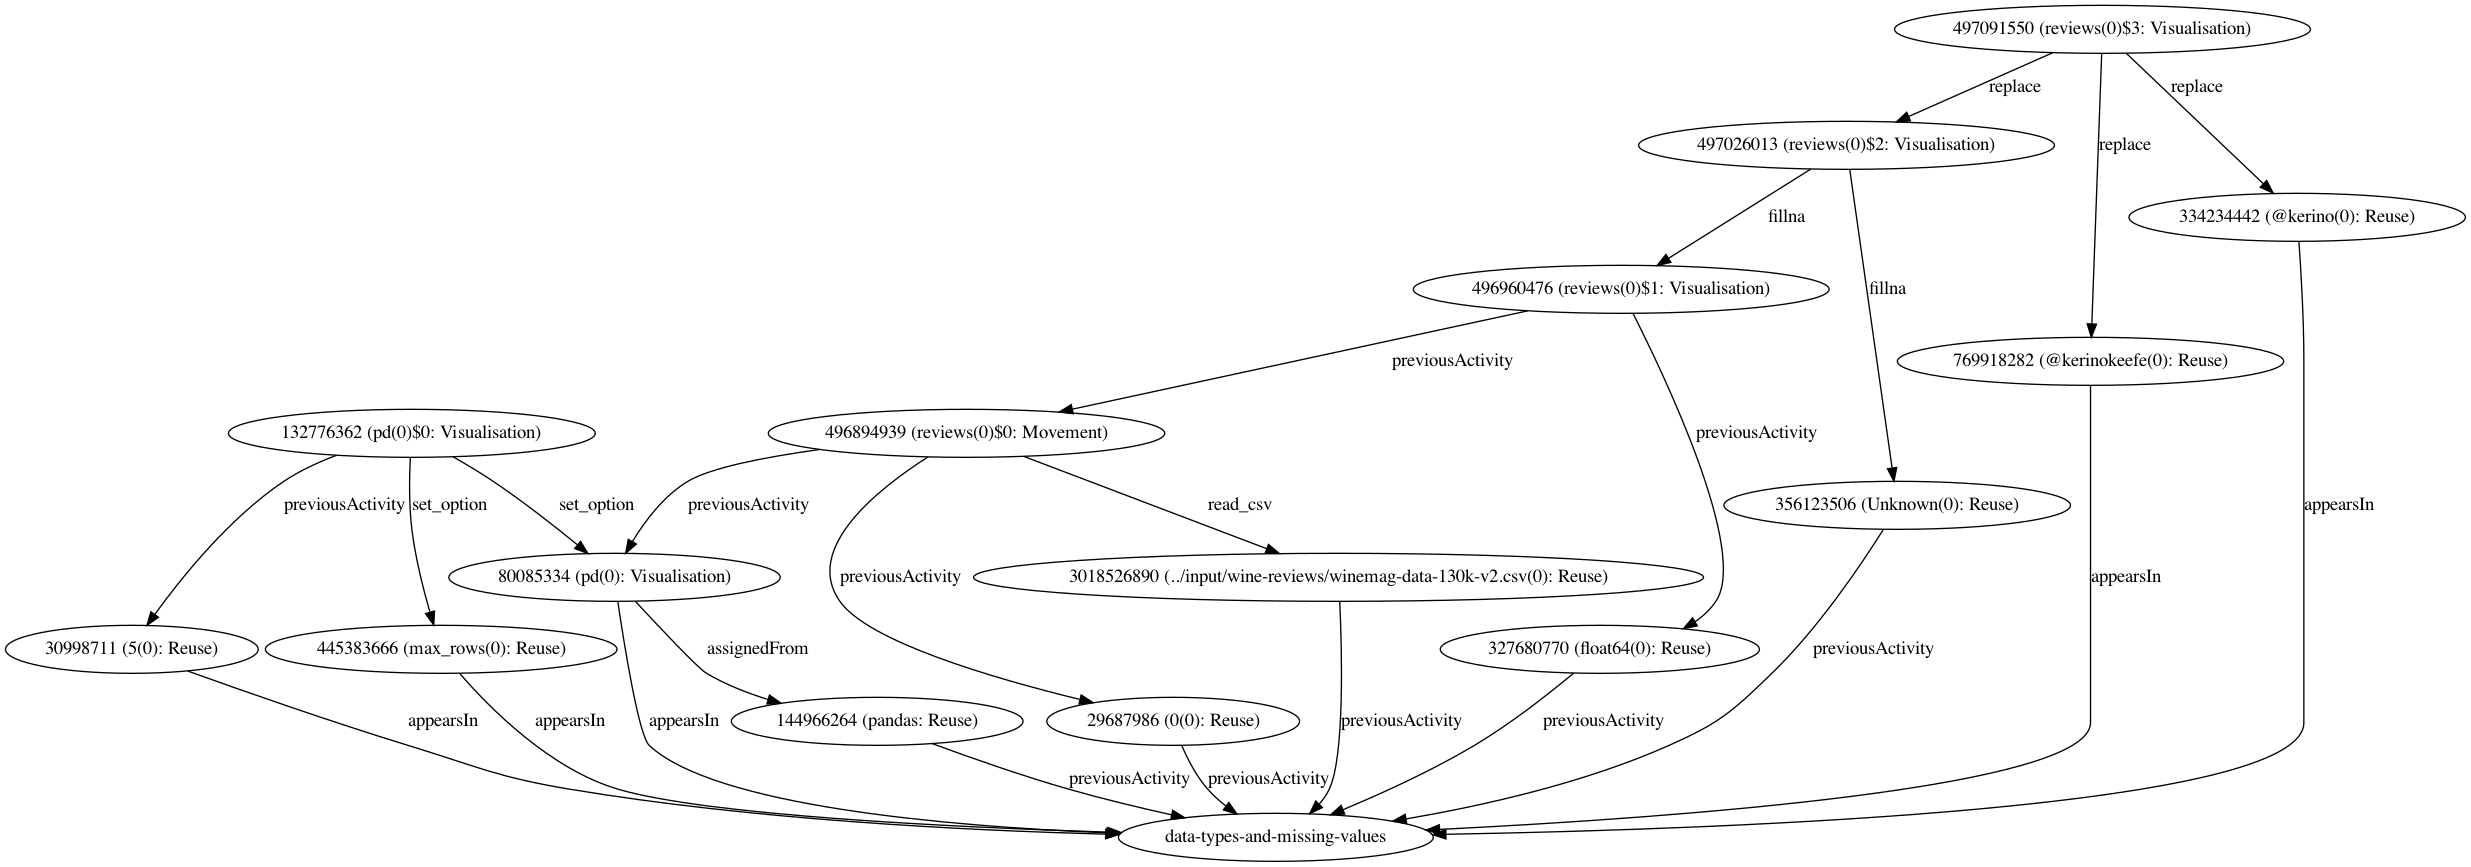 497091550 (reviews(0)$3: Visualisation)
replace
replace
replace
497026013 (reviews(0)$2: Visualisation)
334234442 (@kerino(0): Reuse)
fillna
fillna
496960476 (reviews(0)$1: Visualisation)
previousActivity
769918282 (@kerinokeefe(0): Reuse)
132776362 (pd(0)$0: Visualisation)
496894939 (reviews(0)$0: Movement)
previousActivity
previousActivity
set_option
set_option
previousActivity
read_csv
356123506 (Unknown(0): Reuse)
appearsIn
80085334 (pd(0): Visualisation)
previousActivity
3018526890 (../input/wine-reviews/winemag-data-130k-v2.csv(0): Reuse)
appearsIn
30998711 (5(0): Reuse)
445383666 (max_rows(0): Reuse)
assignedFrom
327680770 (float64(0): Reuse)
previousActivity
appearsIn
appearsIn
appearsIn
144966264 (pandas: Reuse)
29687986 (0(0): Reuse)
previousActivity
previousActivity
previousActivity
previousActivity
data-types-and-missing-values